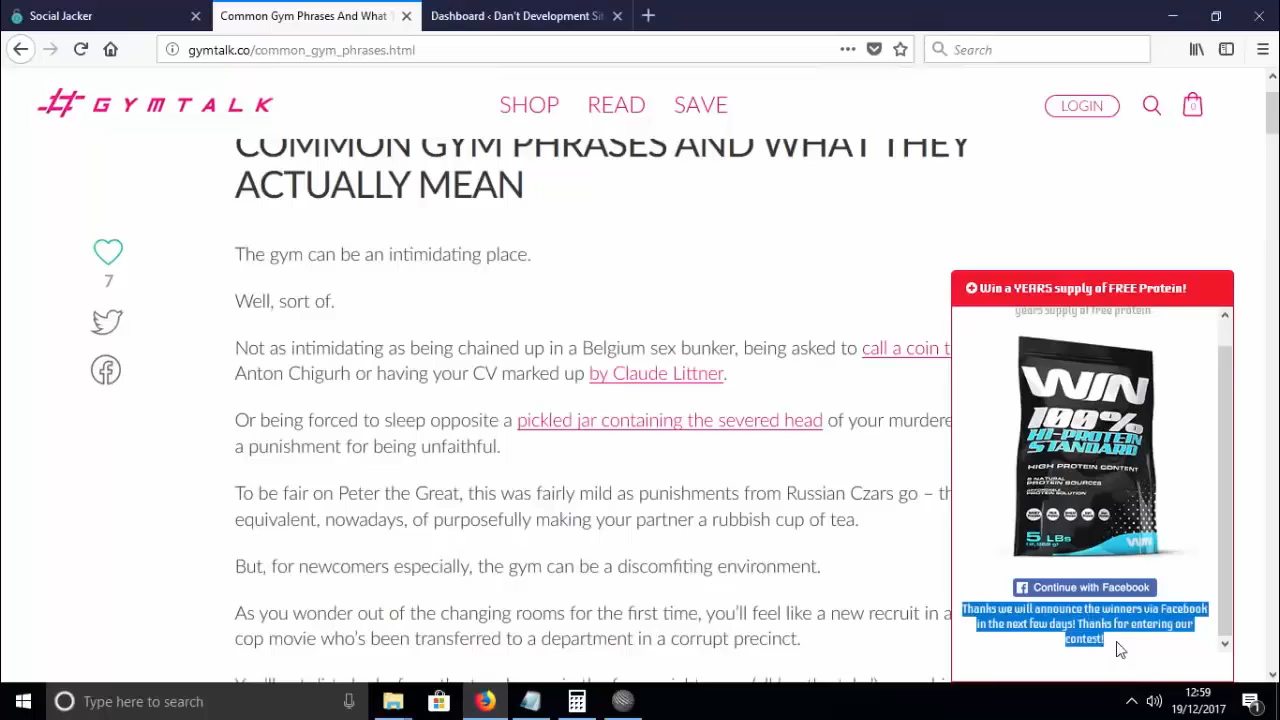 Social Jacker
Common Gym Phrases And What T
Dashboard ‹ Dan't Development Sit
gymtalk.co/common_gym_phrases.html
Search
GYMTALK
SHOP READ SAVE
LOGIN
0
COMMON GYM PHRASES AND WHAT THEY
ACTUALLY MEAN
7
The gym can be an intimidating place.
Well, sort of.
Not as intimidating as being chained up in a Belgium sex bunker, being asked to call a coin t
Anton Chigurh or having your CV marked up by Claude Littner.
Or being forced to sleep opposite a pickled jar containing the severed head of your murdere
a punishment for being unfaithful.
To be fair on Peter the Great, this was fairly mild as punishments from Russian Czars go – th
equivalent, nowadays, of purposefully making your partner a rubbish cup of tea.
But, for newcomers especially, the gym can be a discomfiting environment.
As you wonder out of the changing rooms for the first time, you'll feel like a new recruit in a
cop movie who's been transferred to a department in a corrupt precinct.
Win a YEARS supply of FREE Protein!
years supply of free protein
WIN
100%
HI-PROTEIN
STANDARD
HIGH PROTEIN CONTENT
5 LBs
WIN
Continue with Facebook
Thanks we will announce the winners via Facebook
in the next few days! Thanks for entering our
contest!
Type here to search
12:59
19/12/2017
1